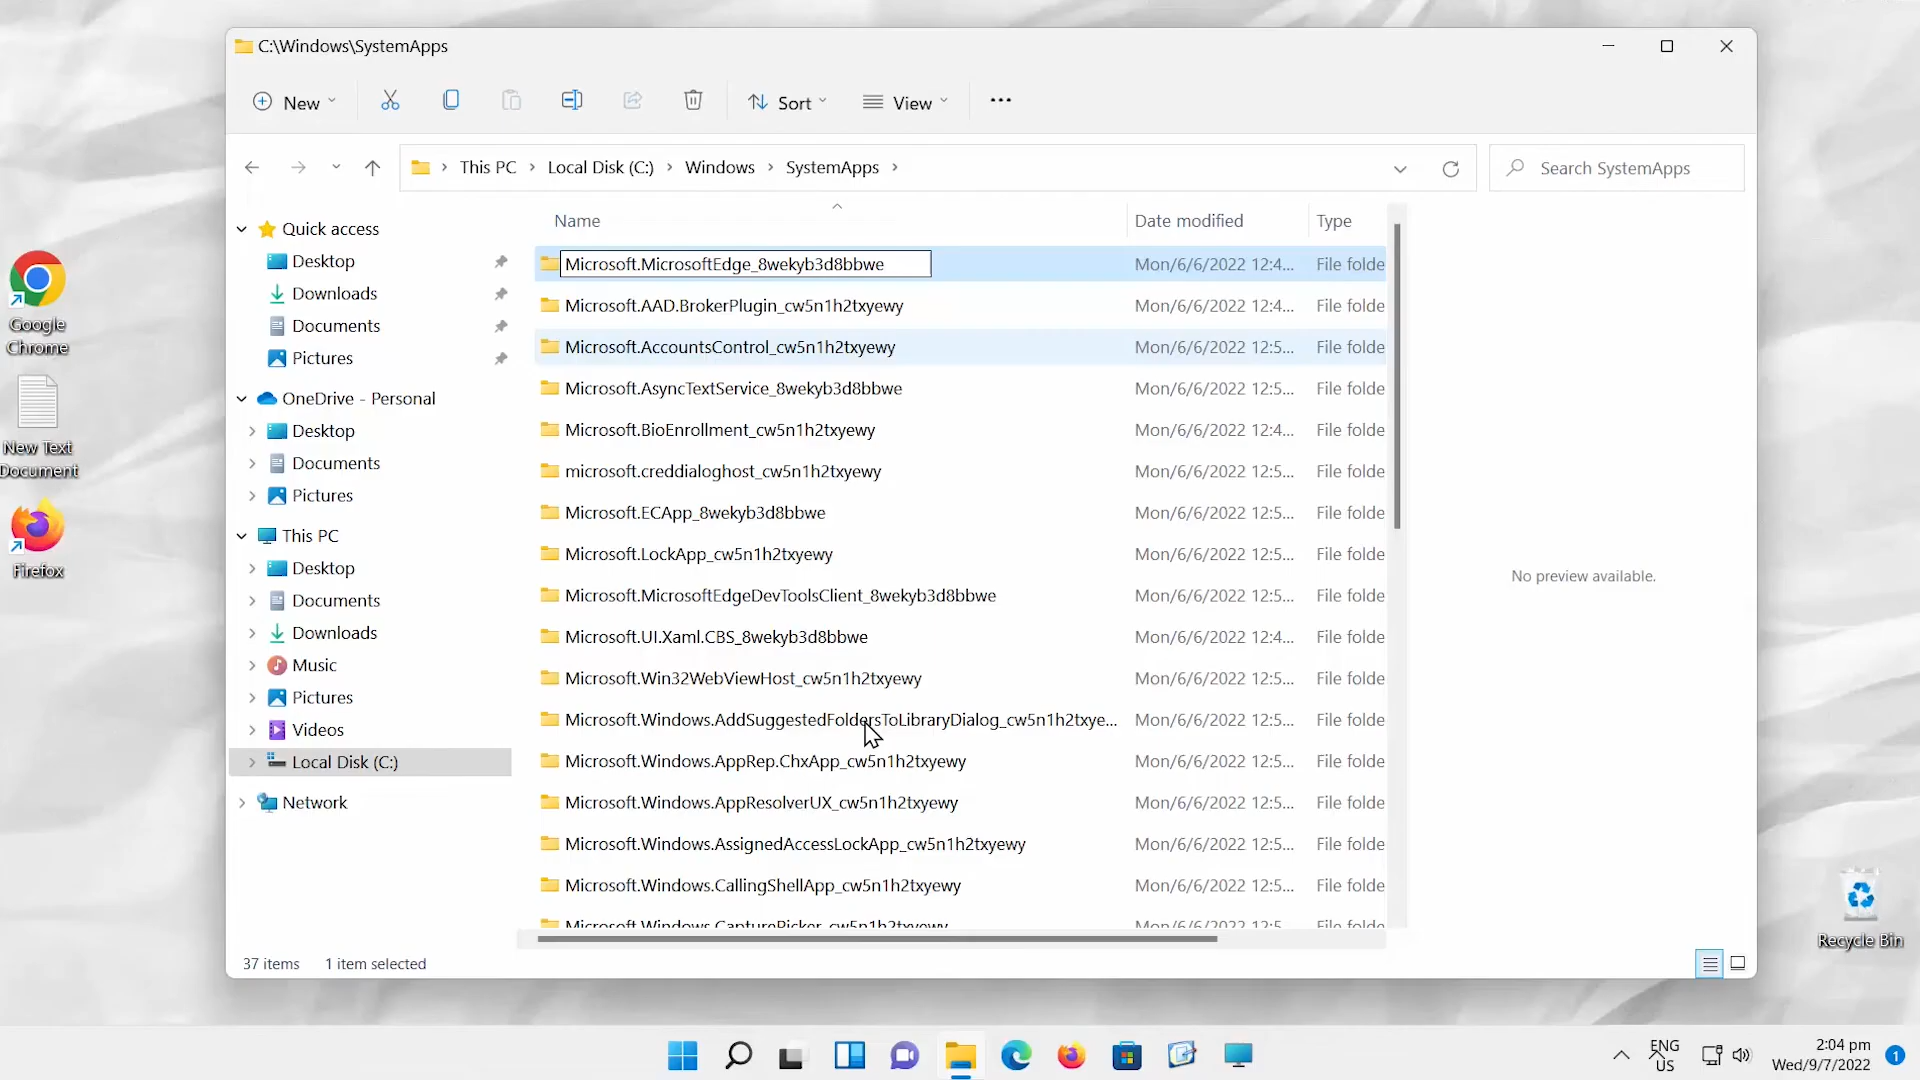 C:\Windows\SystemApps
New
Sort
View
This PC
Local Disk (C:)
Windows
SystemApps
Search SystemApps
Quick access
Desktop
Downloads
Documents
Pictures
OneDrive - Personal
Desktop
Documents
Pictures
This PC
Desktop
Documents
Downloads
Music
Pictures
Videos
Local Disk (C:)
Network
Name Date modified Type
Microsoft.MicrosoftEdge_8wekyb3d8bbwe Mon/6/6/2022 12:4... File folde
Microsoft.AAD.BrokerPlugin_cw5n1h2txyewy Mon/6/6/2022 12:4... File folde
Microsoft.AccountsControl_cw5n1h2txyewy Mon/6/6/2022 12:5... File folde
Microsoft.AsyncTextService_8wekyb3d8bbwe Mon/6/6/2022 12:5... File folde
Microsoft.BioEnrollment_cw5n1h2txyewy Mon/6/6/2022 12:4... File folde
microsoft.creddialoghost_cw5n1h2txyewy Mon/6/6/2022 12:5... File folde
Microsoft.ECApp_8wekyb3d8bbwe Mon/6/6/2022 12:5... File folde
Microsoft.LockApp_cw5n1h2txyewy Mon/6/6/2022 12:5... File folde
Microsoft.MicrosoftEdgeDevToolsClient_8wekyb3d8bbwe Mon/6/6/2022 12:5... File folde
Microsoft.UI.Xaml.CBS_8wekyb3d8bbwe Mon/6/6/2022 12:4... File folde
Microsoft.Win32WebViewHost_cw5n1h2txyewy Mon/6/6/2022 12:5... File folde
Microsoft.Windows.AddSuggestedFoldersToLibraryDialog_cw5n1h2txye... Mon/6/6/2022 12:5... File folde
Microsoft.Windows.AppRep.ChxApp_cw5n1h2txyewy Mon/6/6/2022 12:5... File folde
Microsoft.Windows.AppResolverUX_cw5n1h2txyewy Mon/6/6/2022 12:5... File folde
Microsoft.Windows.AssignedAccessLockApp_cw5n1h2txyewy Mon/6/6/2022 12:5... File folde
Microsoft.Windows.CallingShellApp_cw5n1h2txyewy Mon/6/6/2022 12:5... File folde
Microsoft.Windows.CapturePicker_cw5n1h2txyewy Mon/6/6/2022 12:5... File folde
No preview available.
37 items 1 item selected
Google
Chrome
New Text
Document
Firefox
Recycle Bin
ENG
US
2:04 pm
Wed/9/7/2022
1